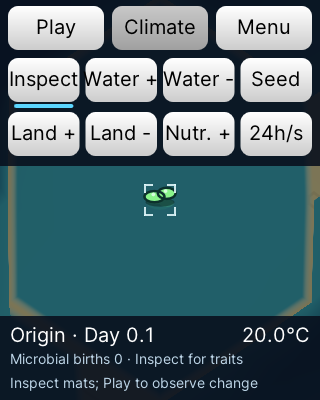 Play Climate Menu
Inspect Water + Water - Seed
Land + Land - Nutr. + 24h/s
Origin · Day 0.1 20.0°C
Microbial births 0 · Inspect for traits
Inspect mats; Play to observe change